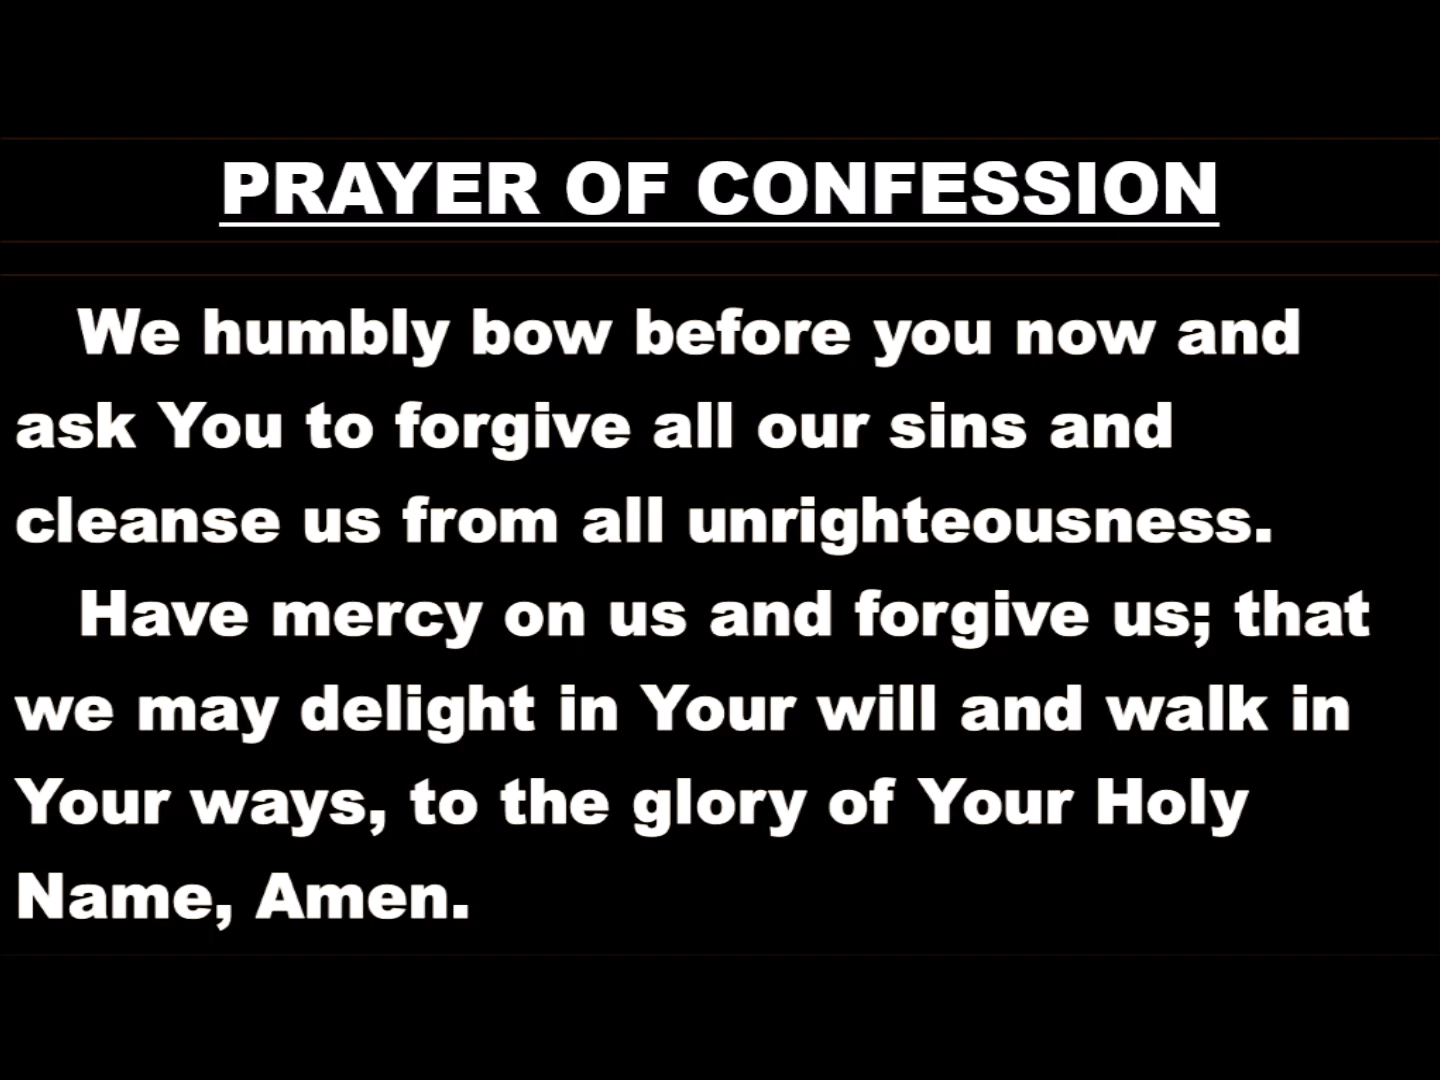 PRAYER OF CONFESSION
We humbly bow before you now and
ask You to forgive all our sins and
cleanse us from all unrighteousness.
Have mercy on us and forgive us; that
we may delight in Your will and walk in
Your ways, to the glory of Your Holy
Name, Amen.